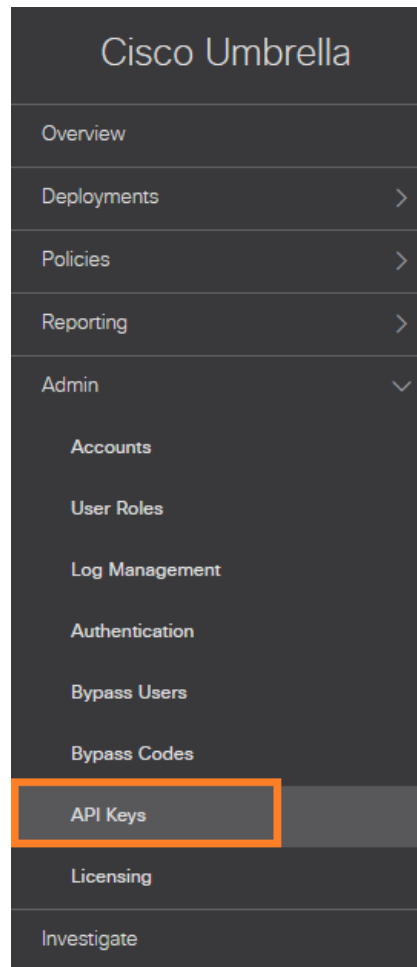 Cisco Umbrella
Overview
Deployments
Policies
Reporting
Admin
Accounts
User Roles
Log Management
Authentication
Bypass Users
Bypass Codes
API Keys
Licensing
Investigate